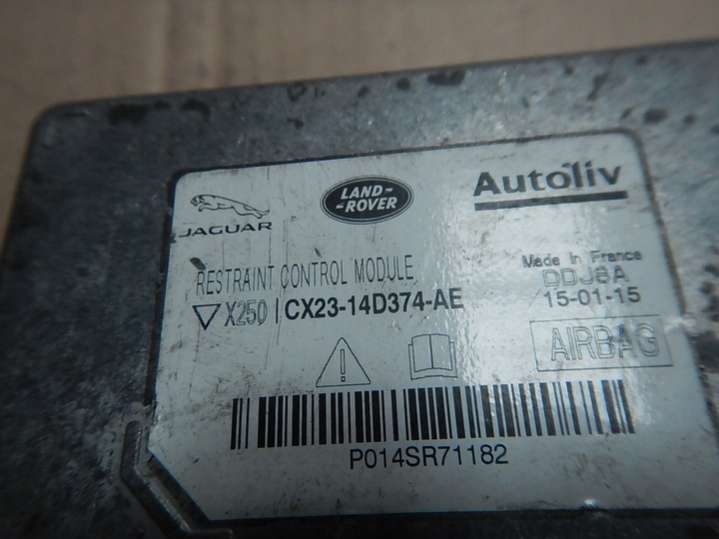 JAGUAR
LAND-
-ROVER
Autoliv
RESTRAINT CONTROL MODULE
X250 | CX23-14D374-AE
Made In France
DDJ8A
15-01-15
AIRBAG
P014SR71182